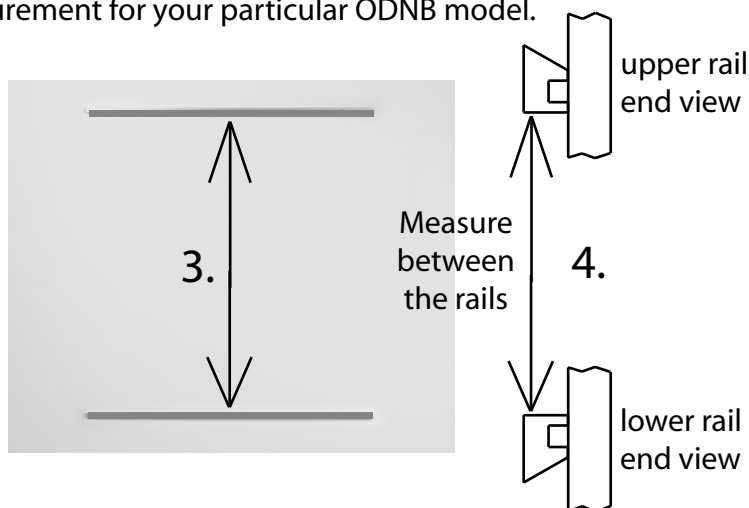 urement for your particular ODNB model.
upper rail
end view
Measure
between
the rails
3.
4.
lower rail
end view